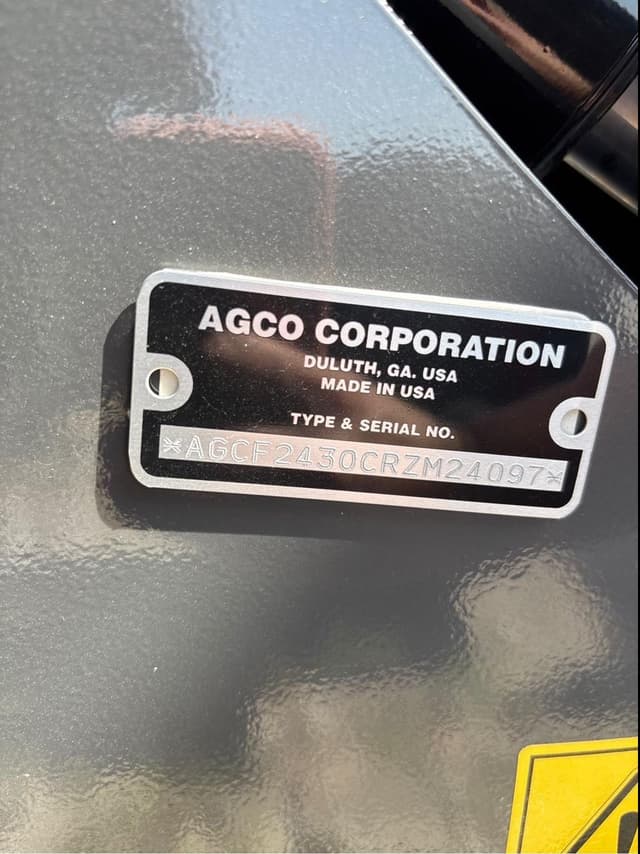 AGCO CORPORATION
DULUTH, GA. USA
MADE IN USA
TYPE & SERIAL NO.
*AGCF2430CRZM24097*